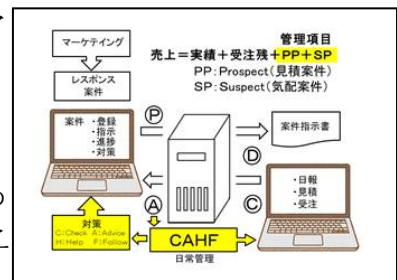 マーケティング
レスポンス
案件
管理項目
売上＝実績＋受注残＋PP＋SP
PP：Prospect（見積案件）
SP：Suspect（気配案件）
案件 ・登録
・指示
・進捗
・対策
P
案件指示書
D
・日報
・見積
・受注
C
A
対策
C:Check A:Advice
H:Help F:Follow
CAHF
日常管理
の